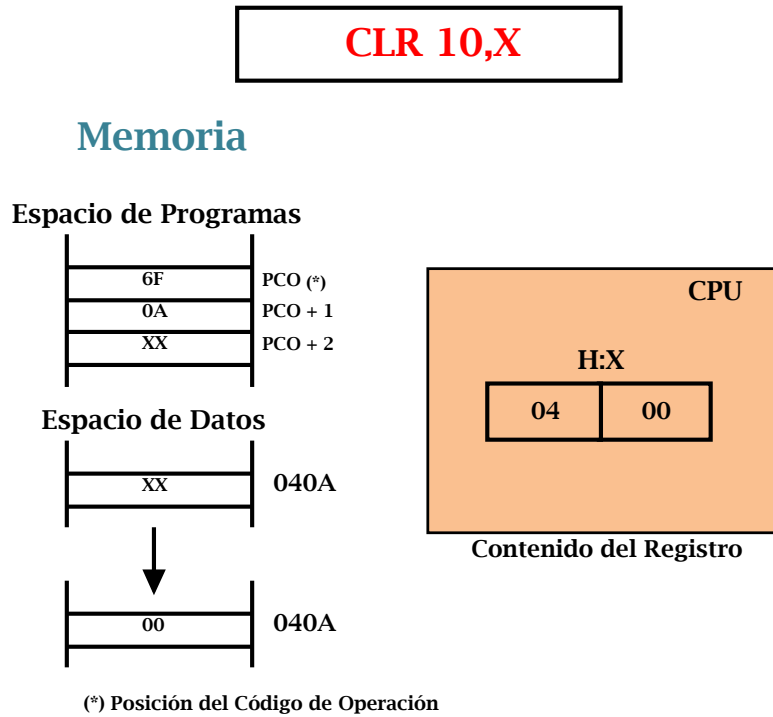 CLR 10,X
Memoria
Espacio de Programas
6F PCO (*)
0A PCO + 1
XX PCO + 2
Espacio de Datos
XX 040A
00 040A
CPU
H:X
04 00
Contenido del Registro
(*) Posición del Código de Operación